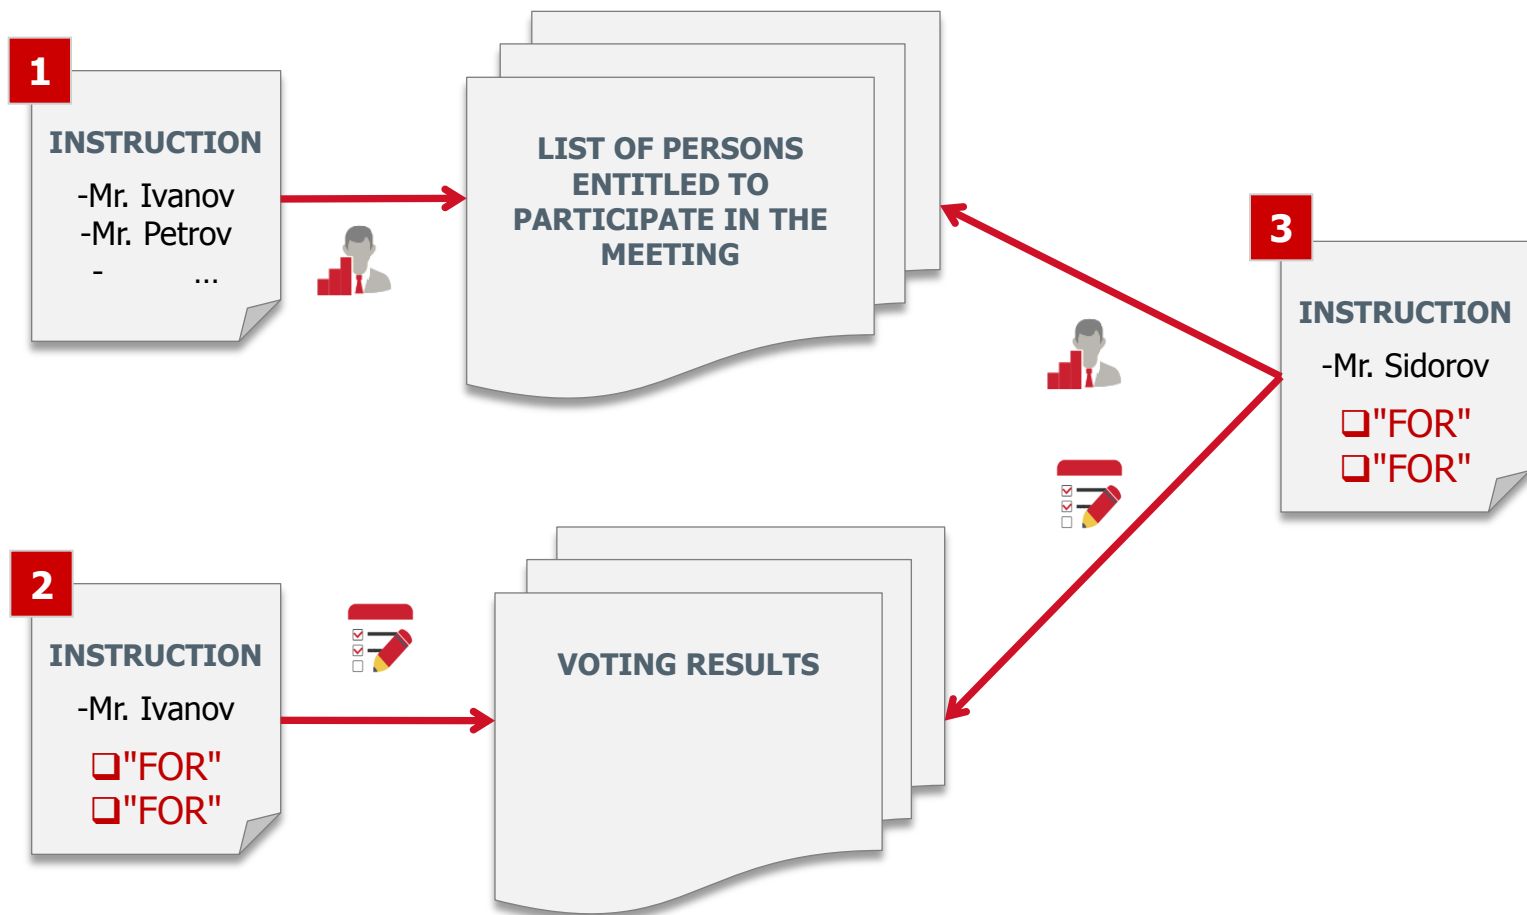 1
INSTRUCTION
-Mr. Ivanov
-Mr. Petrov
- ...
LIST OF PERSONS
ENTITLED TO
PARTICIPATE IN THE
MEETING
3
INSTRUCTION
-Mr. Sidorov
❑"FOR"
❑"FOR"
2
INSTRUCTION
-Mr. Ivanov
❑"FOR"
❑"FOR"
VOTING RESULTS